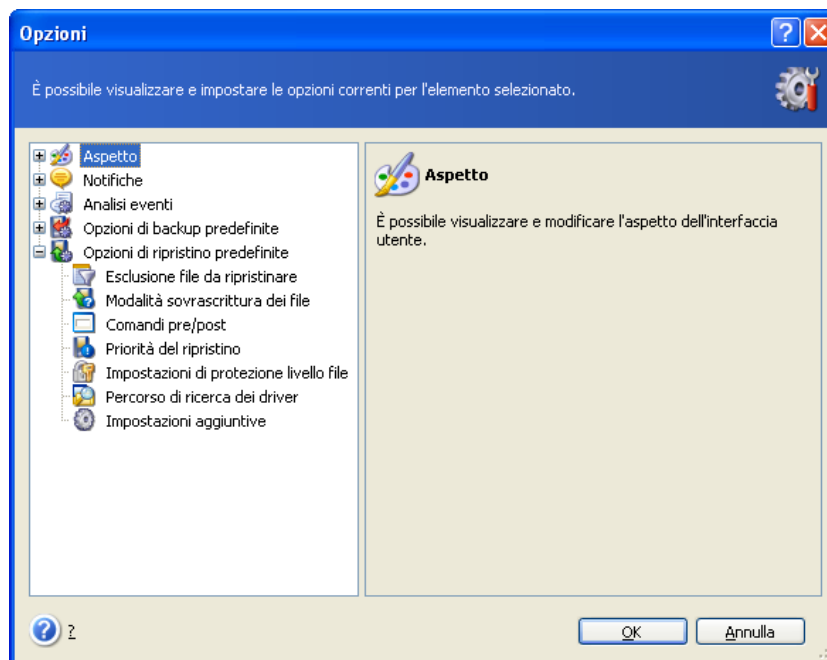 Opzioni
È possibile visualizzare e impostare le opzioni correnti per l'elemento selezionato.
Aspetto
Notifiche
Analisi eventi
Opzioni di backup predefinite
Opzioni di ripristino predefinite
Esclusione file da ripristinare
Modalità sovrascrittura dei file
Comandi pre/post
Priorità del ripristino
Impostazioni di protezione livello file
Percorso di ricerca dei driver
Impostazioni aggiuntive
Aspetto
È possibile visualizzare e modificare l'aspetto dell'interfaccia
utente.
?
OK
Annulla